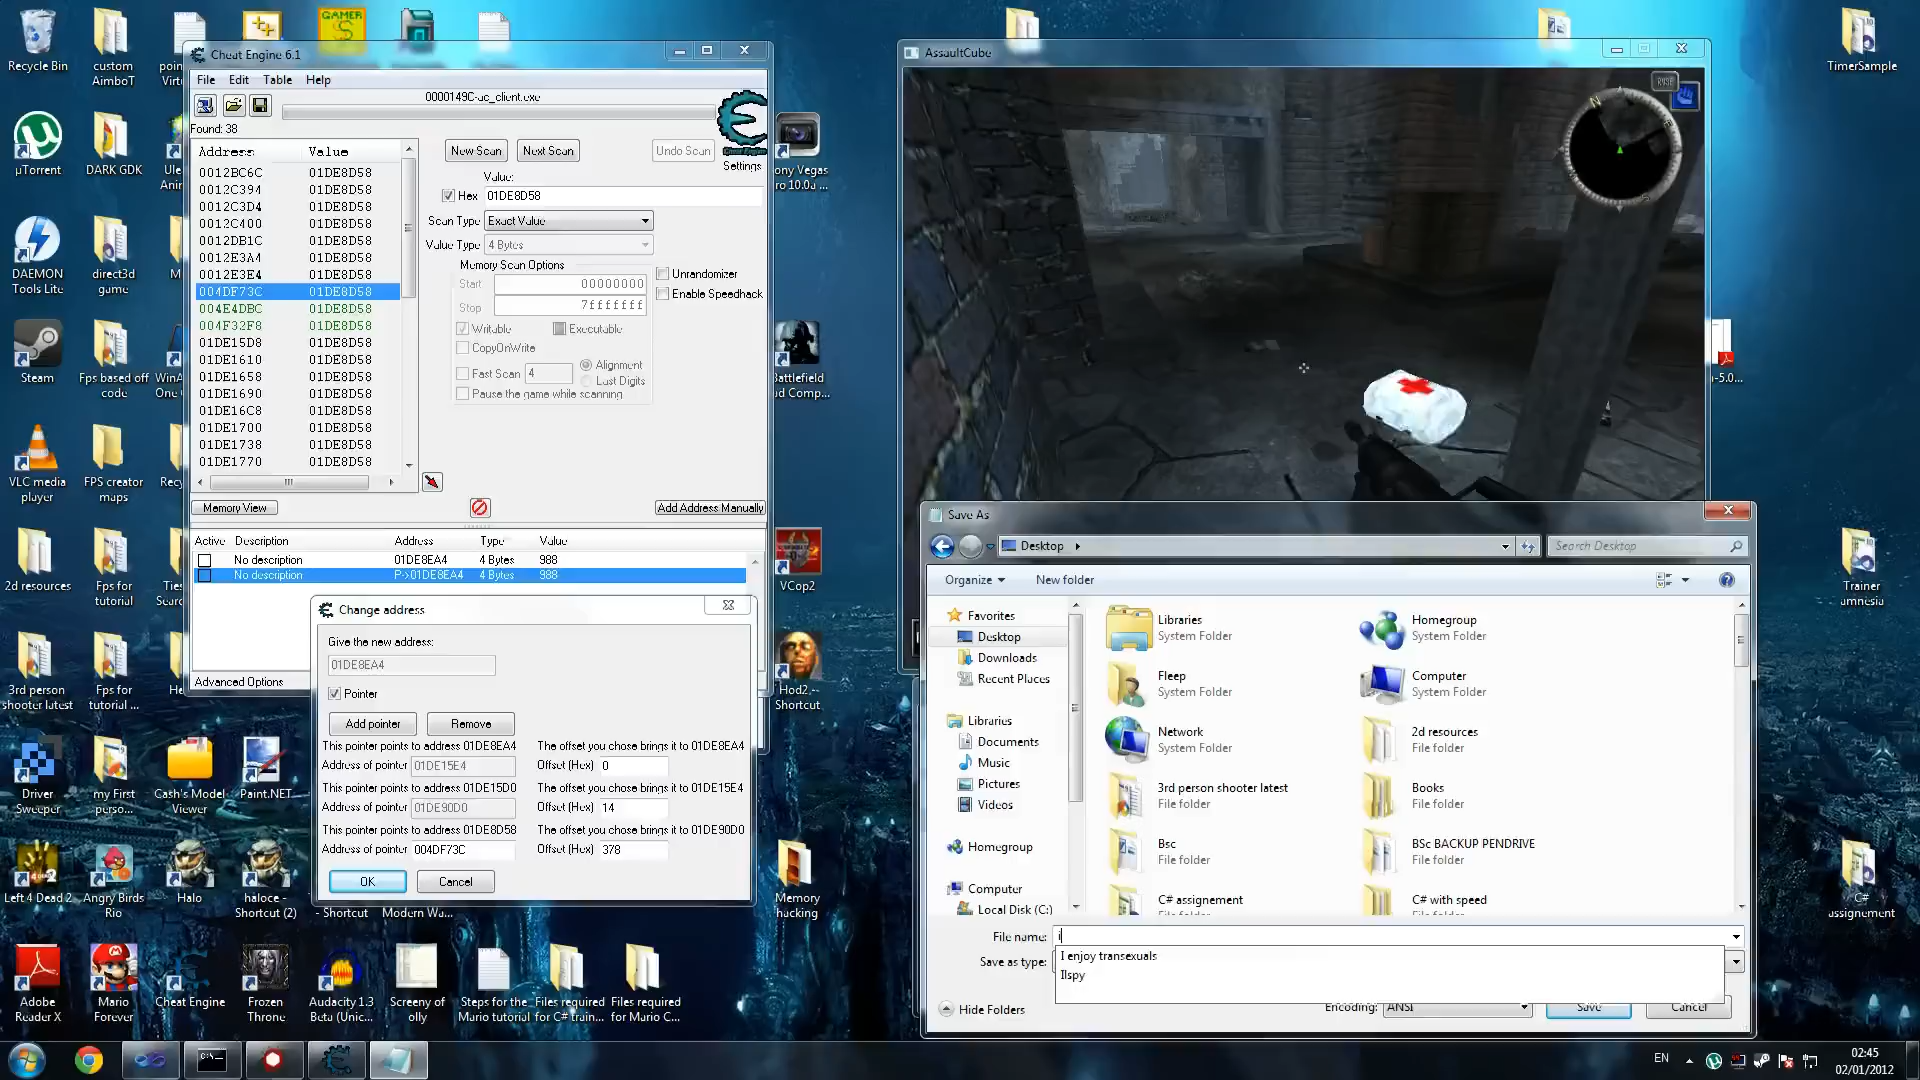 Recycle Bin
custom AimboT
GAMER
TimerSample
µTorrent
DARK GDK
DAEMON Tools Lite
direct3d game
Steam
Fps based off code
VLC media player
FPS creator maps
2d resources
Fps for tutorial
3rd person shooter latest
Fps for tutorial ...
Driver Sweeper
my First perso...
Cash's Model Viewer
Paint.NET
Left 4 Dead 2
Angry Birds Rio
Halo
haloce - Shortcut (2)
- Shortcut
Modern Wa...
Adobe Reader X
Mario Forever
Cheat Engine
Frozen Throne
Audacity 1.3 Beta (Unic...
Screeny of olly
Steps for the Mario tutorial
Files required for C# train...
Files required for Mario C...
ony Vegas
ro 10.0a ...
Battlefield
ad Comp...
VCop2
Hod2 -
Shortcut
Memory hacking
Trainer amnesia
C# assignement
Cheat Engine 6.1
File Edit Table Help
0000149C-ac_client.exe
Found: 38
Address Value
0012BC6C 01DE8D58
0012C394 01DE8D58
0012C3D4 01DE8D58
0012C400 01DE8D58
0012DB1C 01DE8D58
0012E3A4 01DE8D58
0012E3E4 01DE8D58
004DF73C 01DE8D58
004E4DBC 01DE8D58
004F32F8 01DE8D58
01DE15D8 01DE8D58
01DE1610 01DE8D58
01DE1658 01DE8D58
01DE1690 01DE8D58
01DE16C8 01DE8D58
01DE1700 01DE8D58
01DE1738 01DE8D58
01DE1770 01DE8D58
New Scan Next Scan Undo Scan
Settings
Value:
Hex 01DE8D58
Scan Type Exact Value
Value Type 4 Bytes
Memory Scan Options
Start 00000000
Stop 7fffffff
Writable Executable
CopyOnWrite
Fast Scan 4 Alignment
Last Digits
Pause the game while scanning
Unrandomizer
Enable Speedhack
Memory View
Add Address Manually
Active Description Address Type Value
No description 01DE8EA4 4 Bytes 988
No description P->01DE8EA4 4 Bytes 988
Advanced Options
Change address
Give the new address:
01DE8EA4
Pointer
Add pointer Remove
This pointer points to address 01DE8EA4 The offset you chose brings it to 01DE8EA4
Address of pointer 01DE15E4 Offset (Hex) 0
This pointer points to address 01DE15D0 The offset you chose brings it to 01DE15E4
Address of pointer 01DE90D0 Offset (Hex) 14
This pointer points to address 01DE8D58 The offset you chose brings it to 01DE90D0
Address of pointer 004DF73C Offset (Hex) 378
OK Cancel
AssaultCube
Save As
Desktop
Search Desktop
Organize New folder
Favorites
Desktop
Downloads
Recent Places
Libraries
Documents
Music
Pictures
Videos
Homegroup
Computer
Local Disk (C:)
Libraries
System Folder
Homegroup
System Folder
Fleep
System Folder
Computer
System Folder
Network
System Folder
2d resources
File folder
3rd person shooter latest
File folder
Books
File folder
Bsc
File folder
BSc BACKUP PENDRIVE
File folder
C# assignement
C# with speed
File name: i
I enjoy transexuals
Ilspy
Save as type:
Hide Folders
Encoding: ANSI
Save Cancel
EN
02:45
02/01/2012